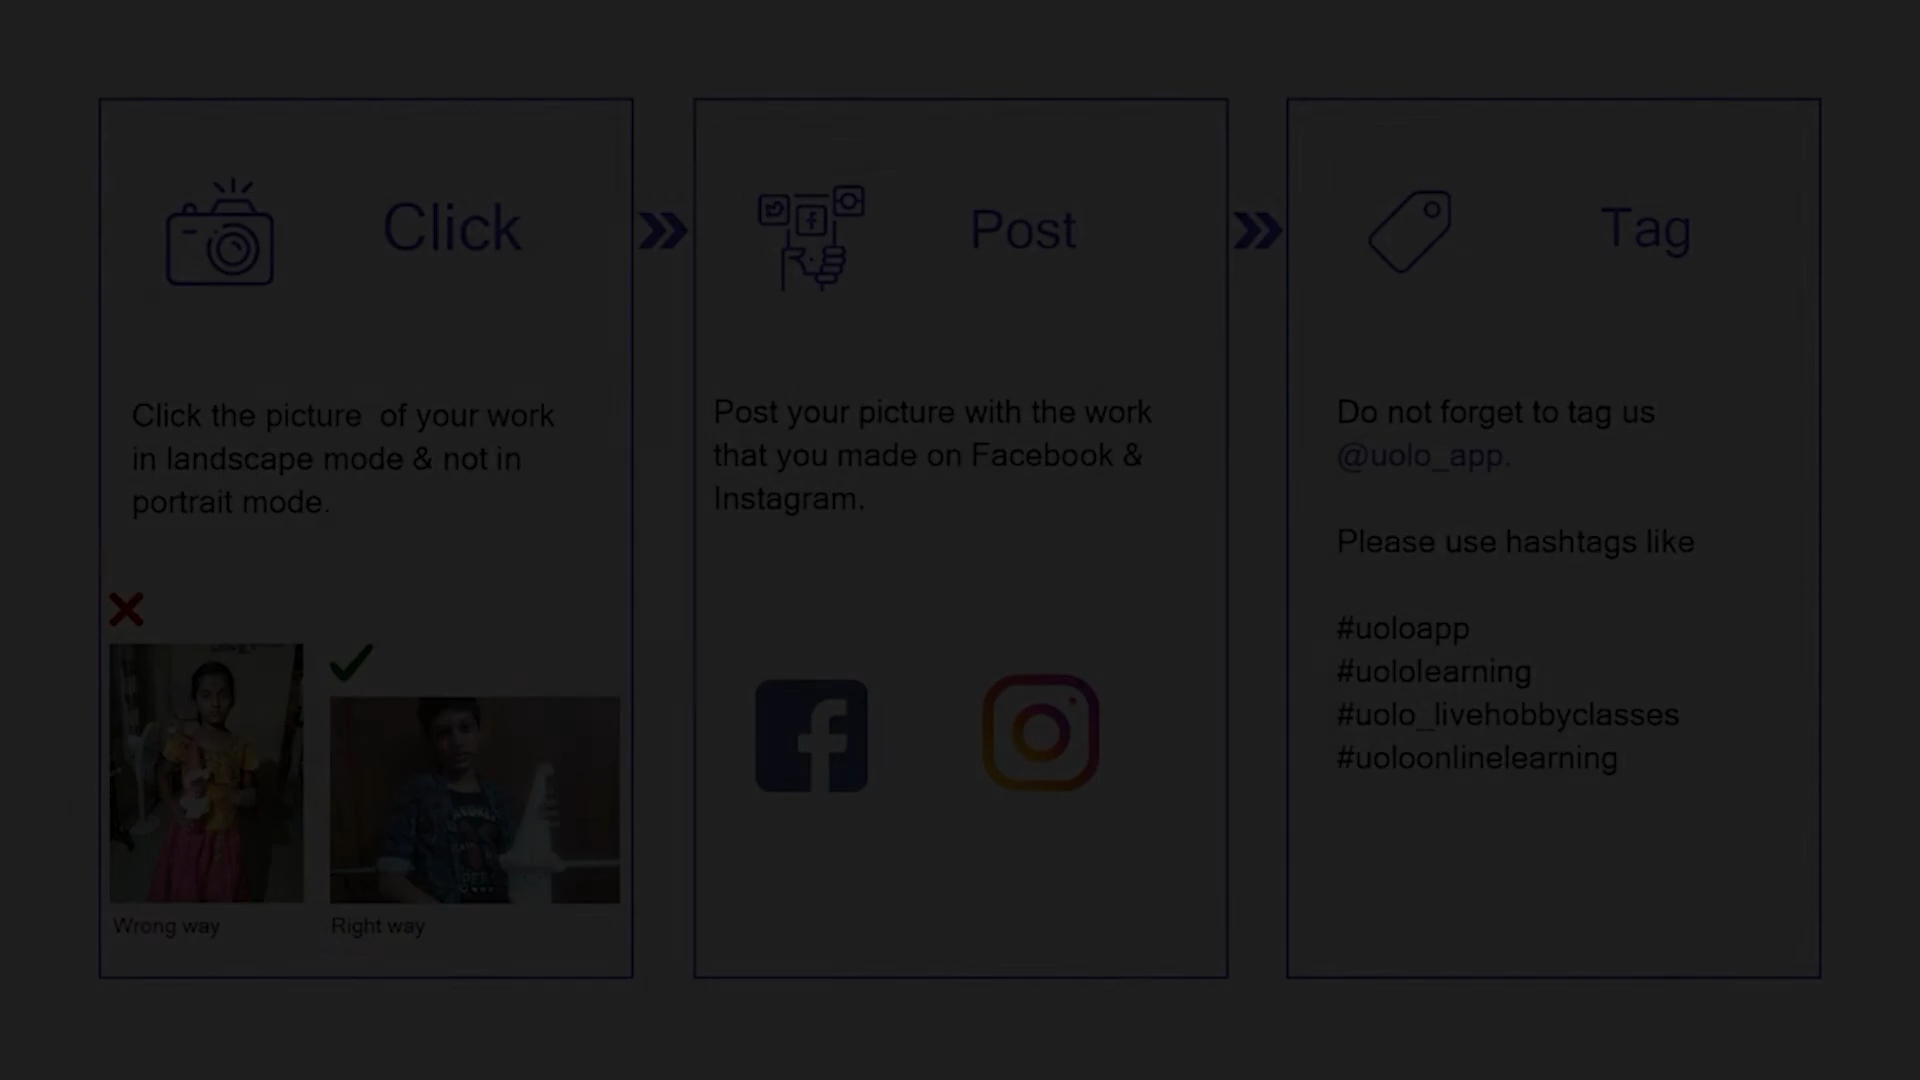 Click
Click the picture of your work
in landscape mode & not in
portrait mode.
Wrong way
Right way
Post
Post your picture with the work
that you made on Facebook &
Instagram.
Tag
Do not forget to tag us
@uolo_app.
Please use hashtags like
#uoloapp
#uololearning
#uolo_livehobbyclasses
#uoloonlinelearning